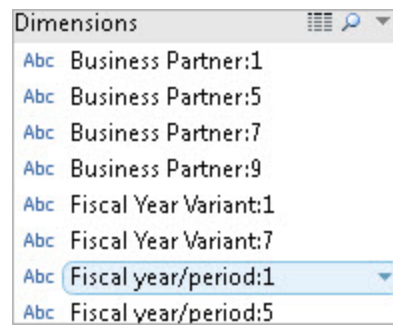 Dimensions
Abc Business Partner:1
Abc Business Partner:5
Abc Business Partner:7
Abc Business Partner:9
Abc Fiscal Year Variant:1
Abc Fiscal Year Variant:7
Abc Fiscal year/period:1
Abc Fiscal year/period:5